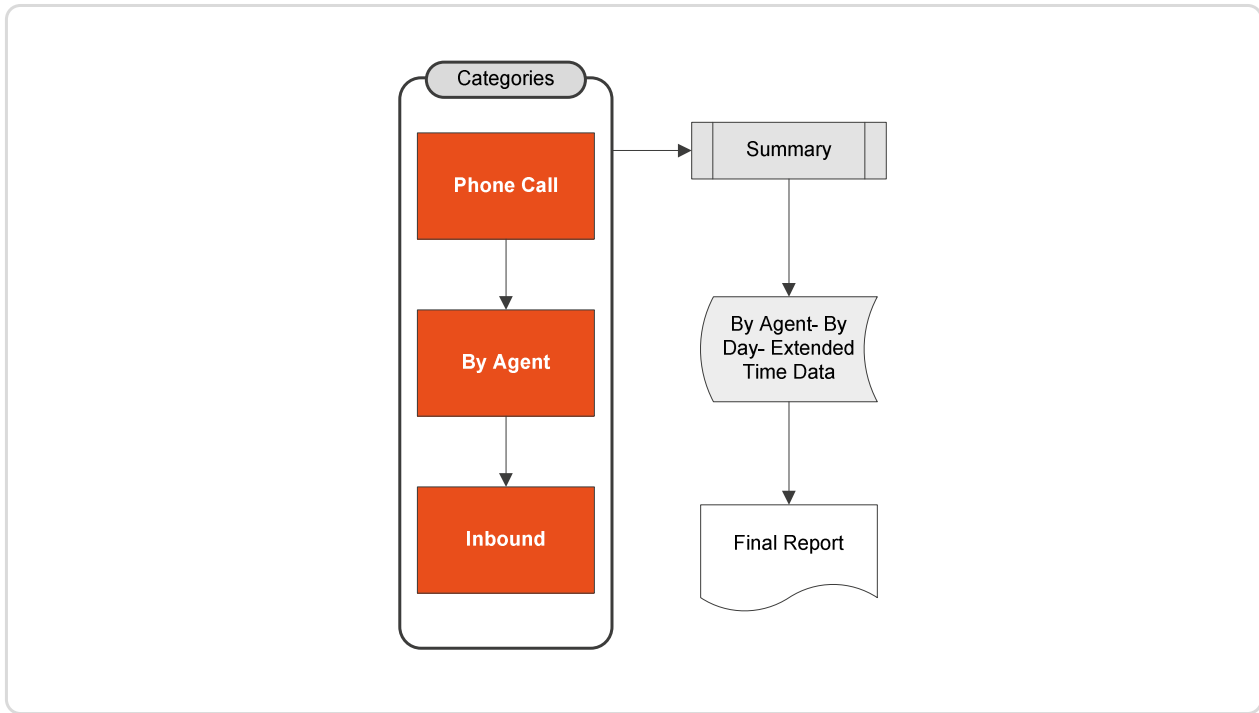 Categories
Phone Call
By Agent
Inbound
Summary
By Agent- By
Day- Extended
Time Data
Final Report